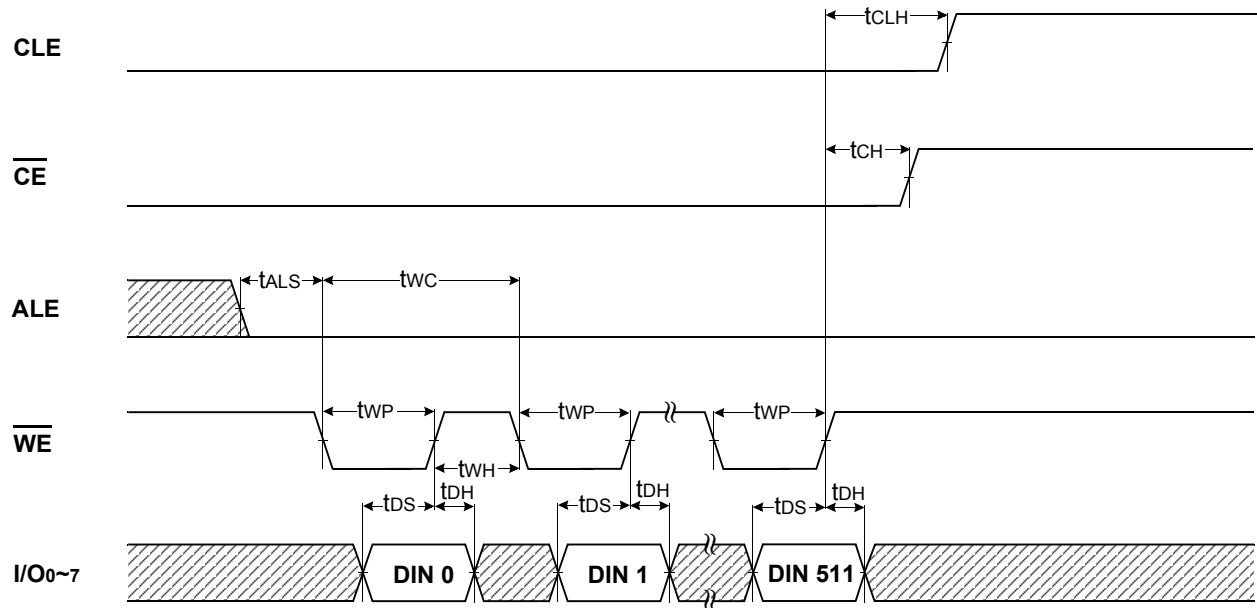 CLE
tCLH
CE
tCH
ALE
tALS
tWC
WE
tWP
tWP
tWP
tWH
tDS
tDH
tDS
tDH
tDS
tDH
I/O0~7
DIN 0
DIN 1
DIN 511